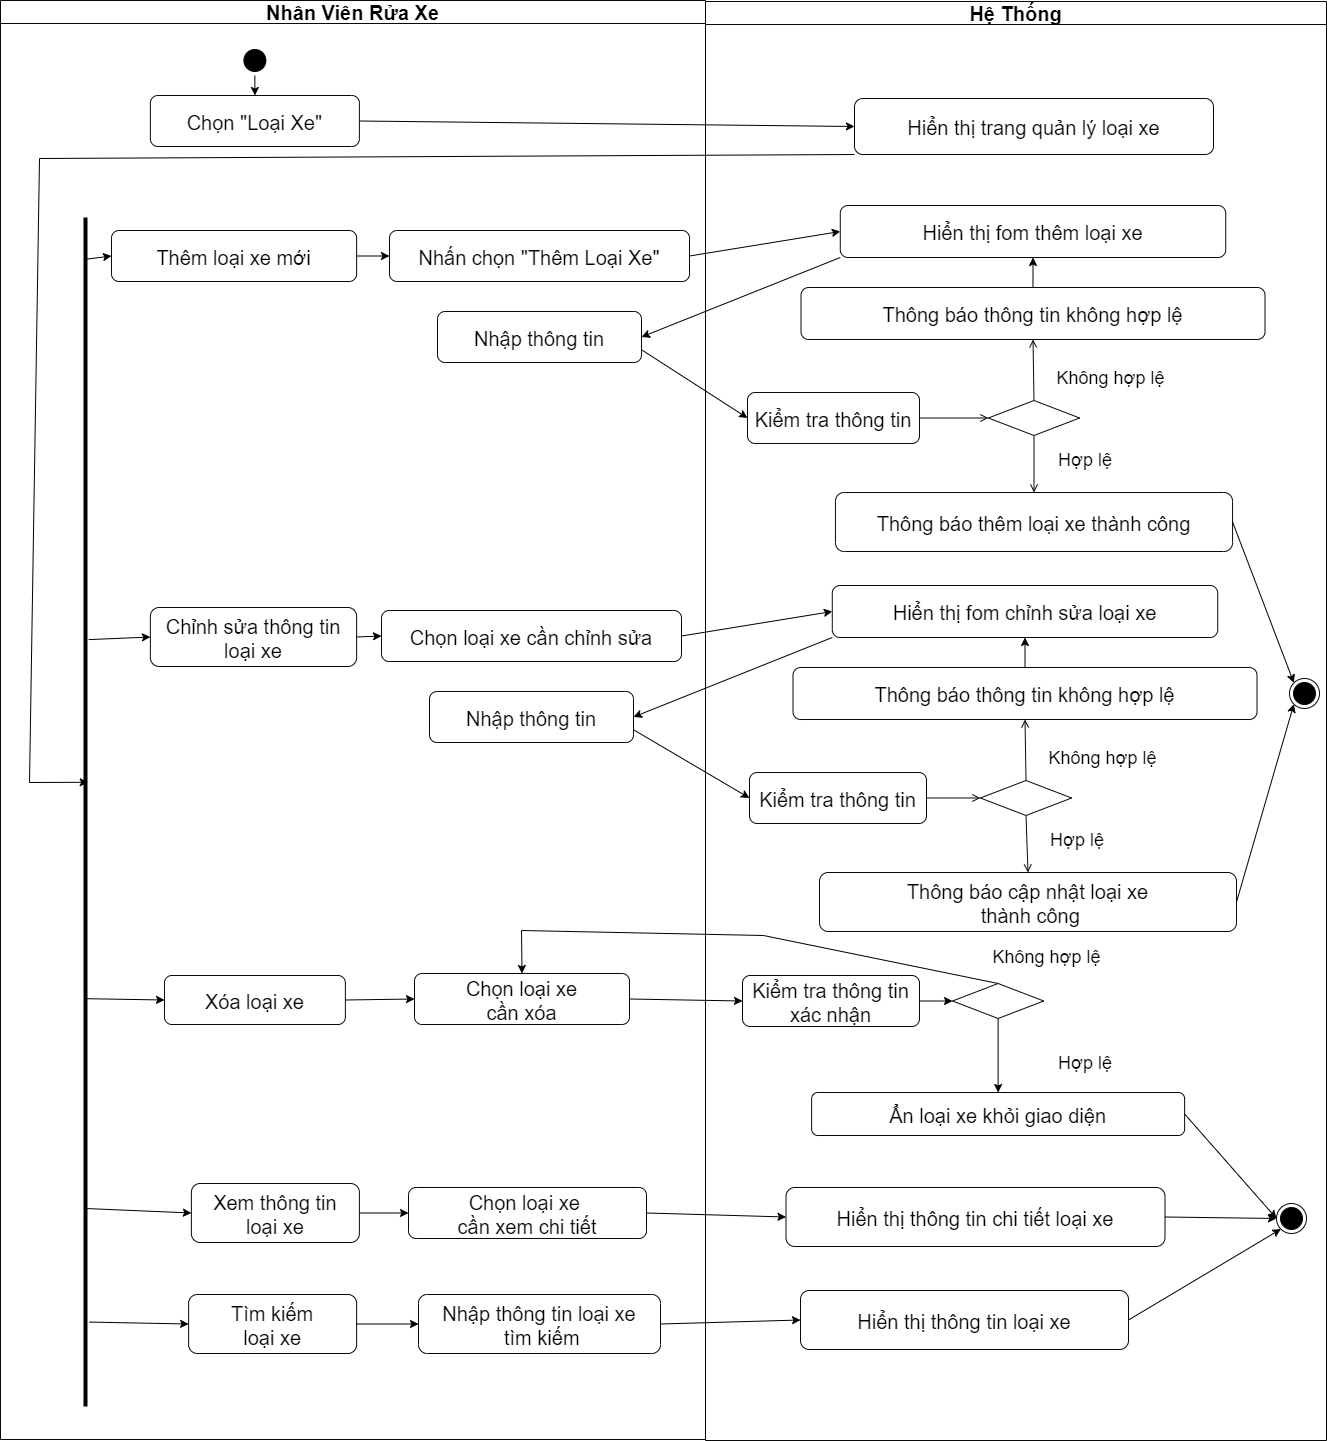 Nhân Viên Rửa Xe
Hệ Thống
Chọn "Loại Xe"
Hiển thị trang quản lý loại xe
Thêm loại xe mới
Nhấn chọn "Thêm Loại Xe"
Hiển thị fom thêm loại xe
Thông báo thông tin không hợp lệ
Nhập thông tin
Không hợp lệ
Kiểm tra thông tin
Hợp lệ
Thông báo thêm loại xe thành công
Chỉnh sửa thông tin
loại xe
Chọn loại xe cần chỉnh sửa
Hiển thị fom chỉnh sửa loại xe
Thông báo thông tin không hợp lệ
Nhập thông tin
Không hợp lệ
Kiểm tra thông tin
Hợp lệ
Thông báo cập nhật loại xe
thành công
Không hợp lệ
Xóa loại xe
Chọn loại xe
cần xóa
Kiểm tra thông tin
xác nhận
Hợp lệ
Ẩn loại xe khỏi giao diện
Xem thông tin
loại xe
Chọn loại xe
cần xem chi tiết
Hiển thị thông tin chi tiết loại xe
Tìm kiếm
loại xe
Nhập thông tin loại xe
tìm kiếm
Hiển thị thông tin loại xe